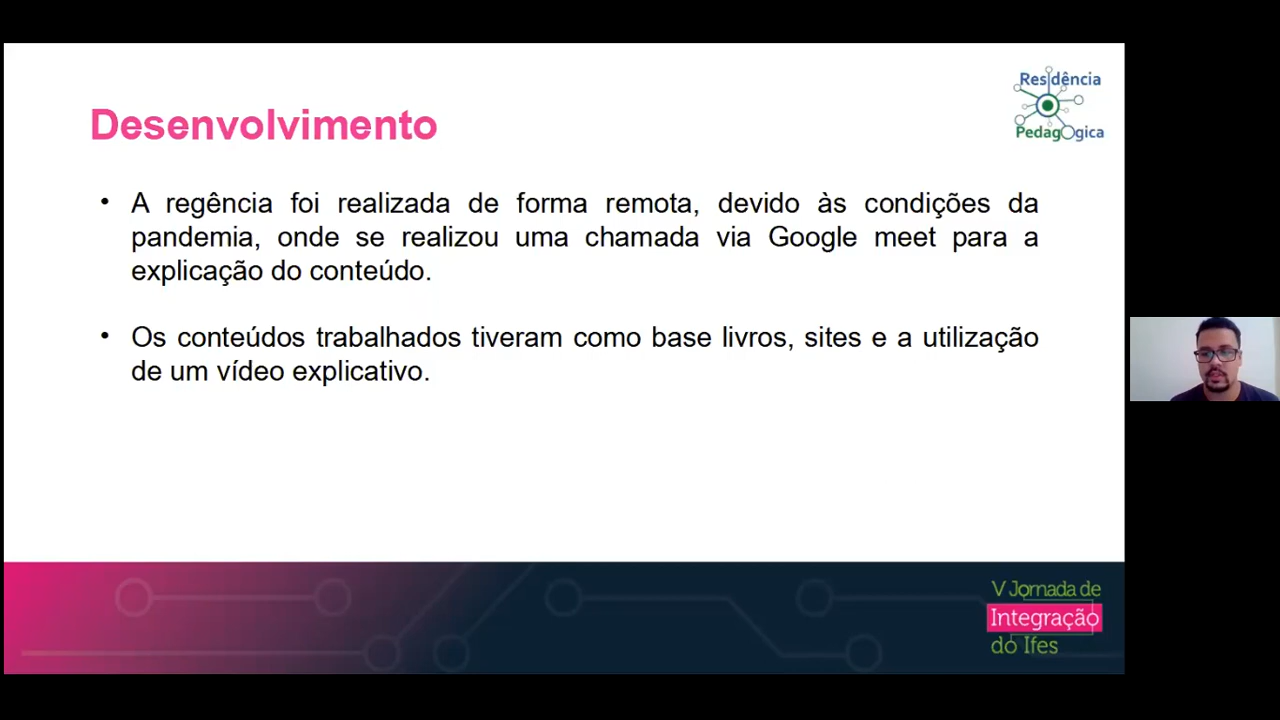 Residência
Pedagógica
Desenvolvimento
• A regência foi realizada de forma remota, devido às condições da
pandemia, onde se realizou uma chamada via Google meet para a
explicação do conteúdo.
• Os conteúdos trabalhados tiveram como base livros, sites e a utilização
de um vídeo explicativo.
V Jornada de
Integração
do Ifes